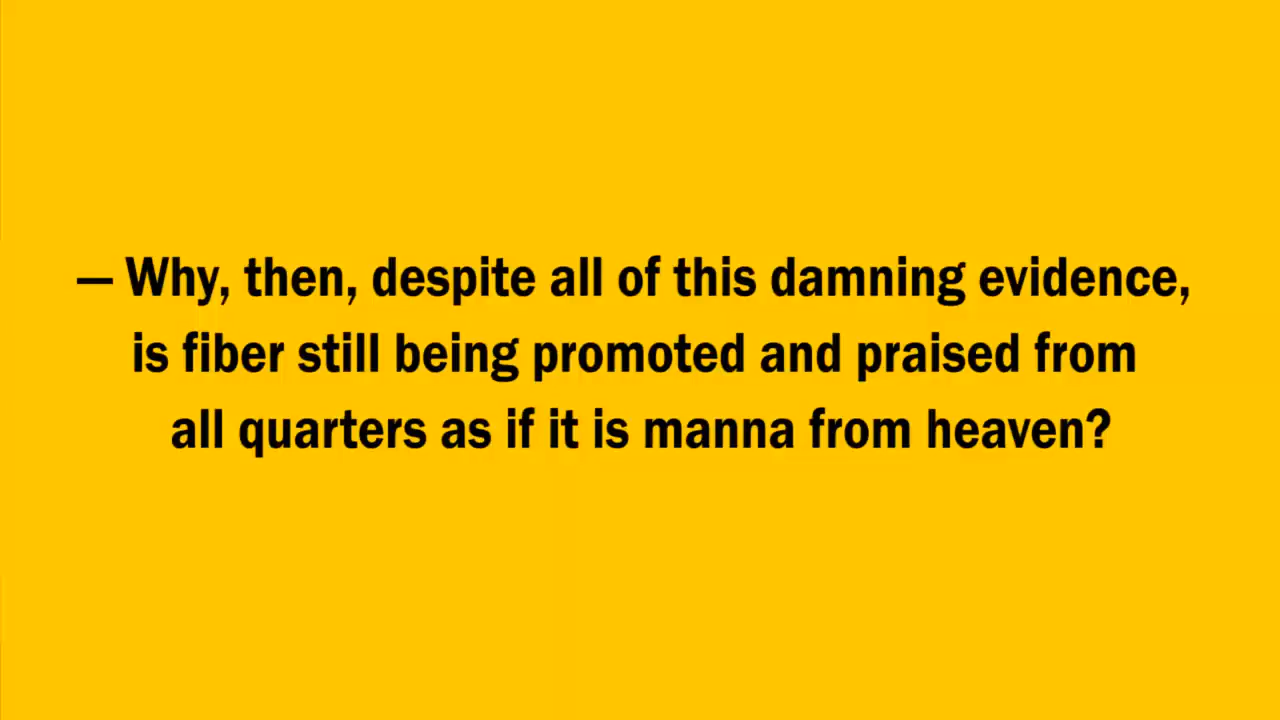 — Why, then, despite all of this damning evidence,
is fiber still being promoted and praised from
all quarters as if it is manna from heaven?